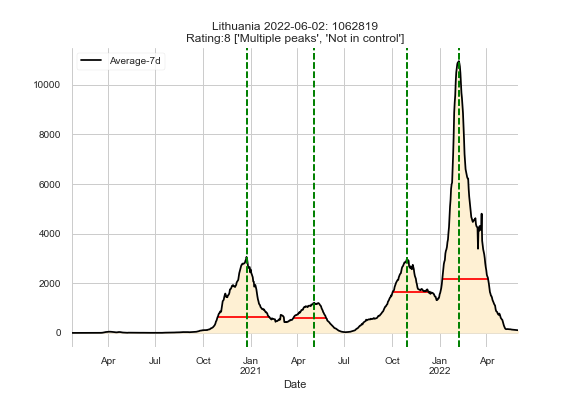 Lithuania 2022-06-02: 1062819
Rating:8 ['Multiple peaks', 'Not in control']
Average-7d
10000
8000
6000
4000
2000
0
Apr Jul Oct Jan Apr Jul Oct Jan Apr
2021 2022
Date